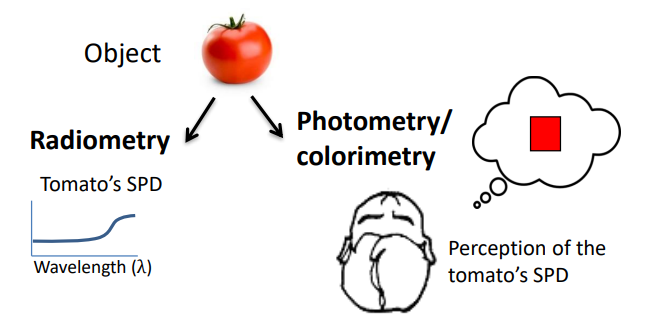 Object
Radiometry
Tomato's SPD
Wavelength (λ)
Photometry/
colorimetry
Perception of the
tomato's SPD